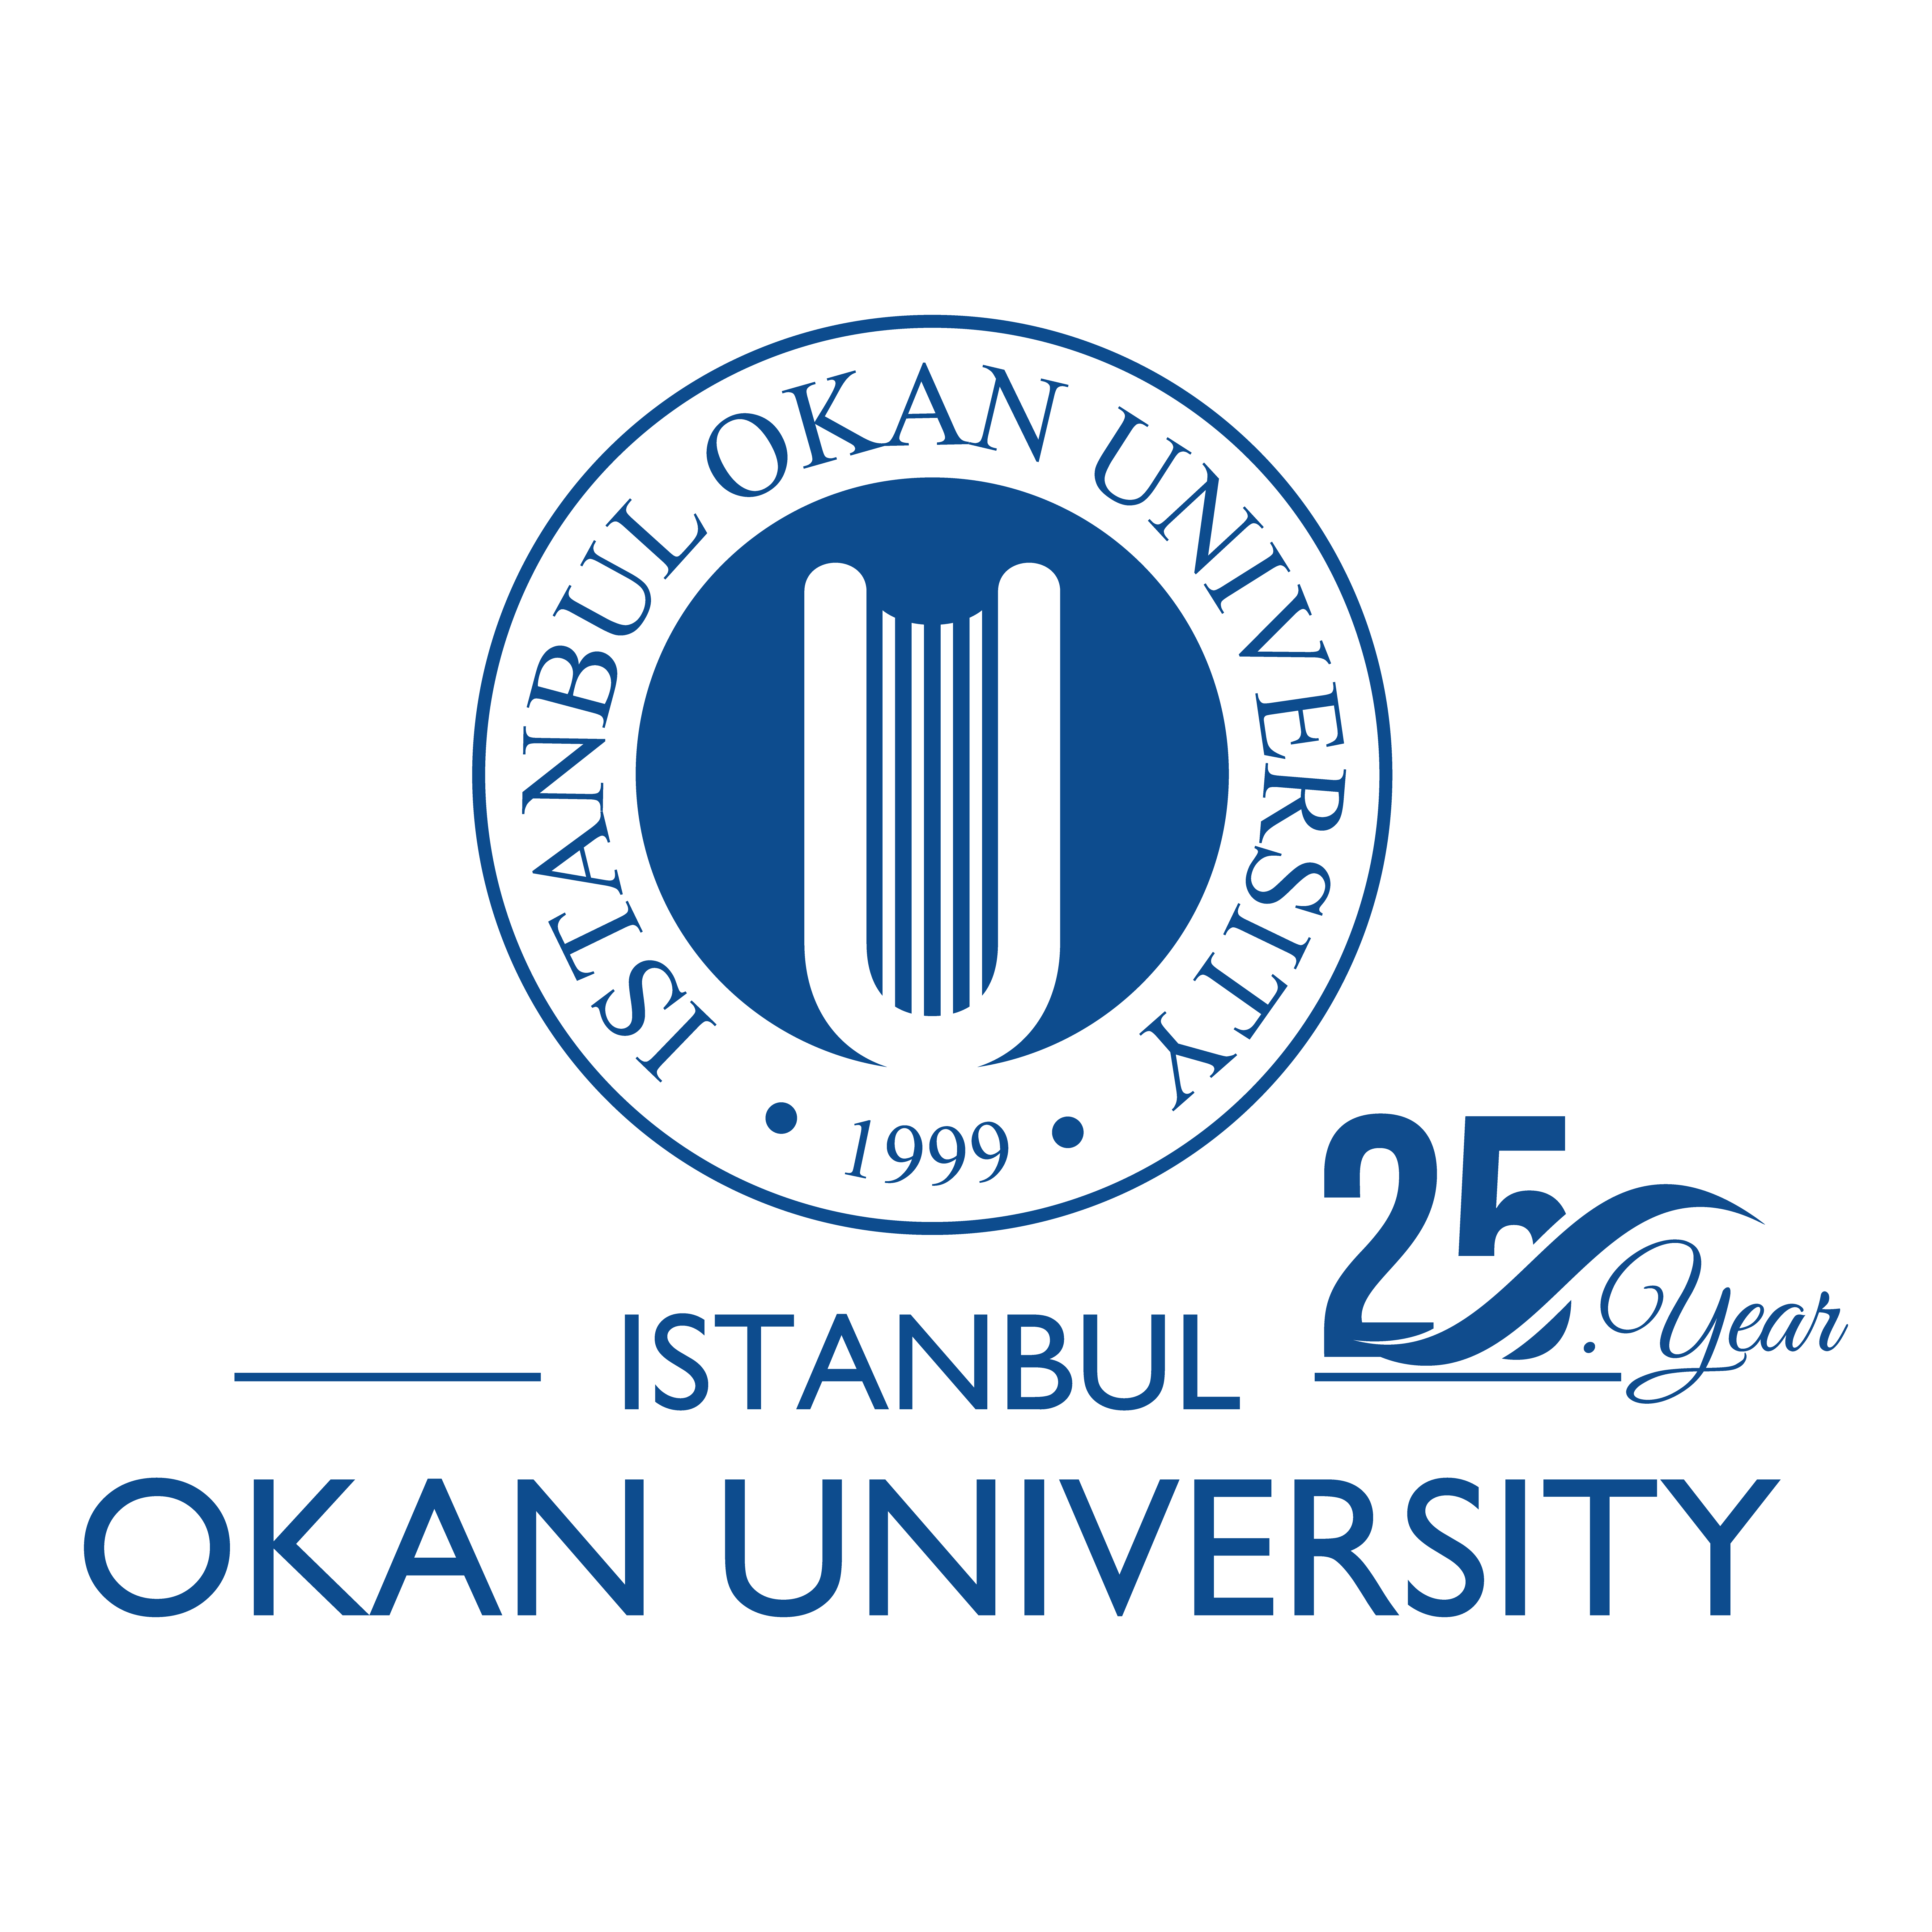 ISTANBUL OKAN UNIVERSITY
1999
25. Year
ISTANBUL
OKAN UNIVERSITY